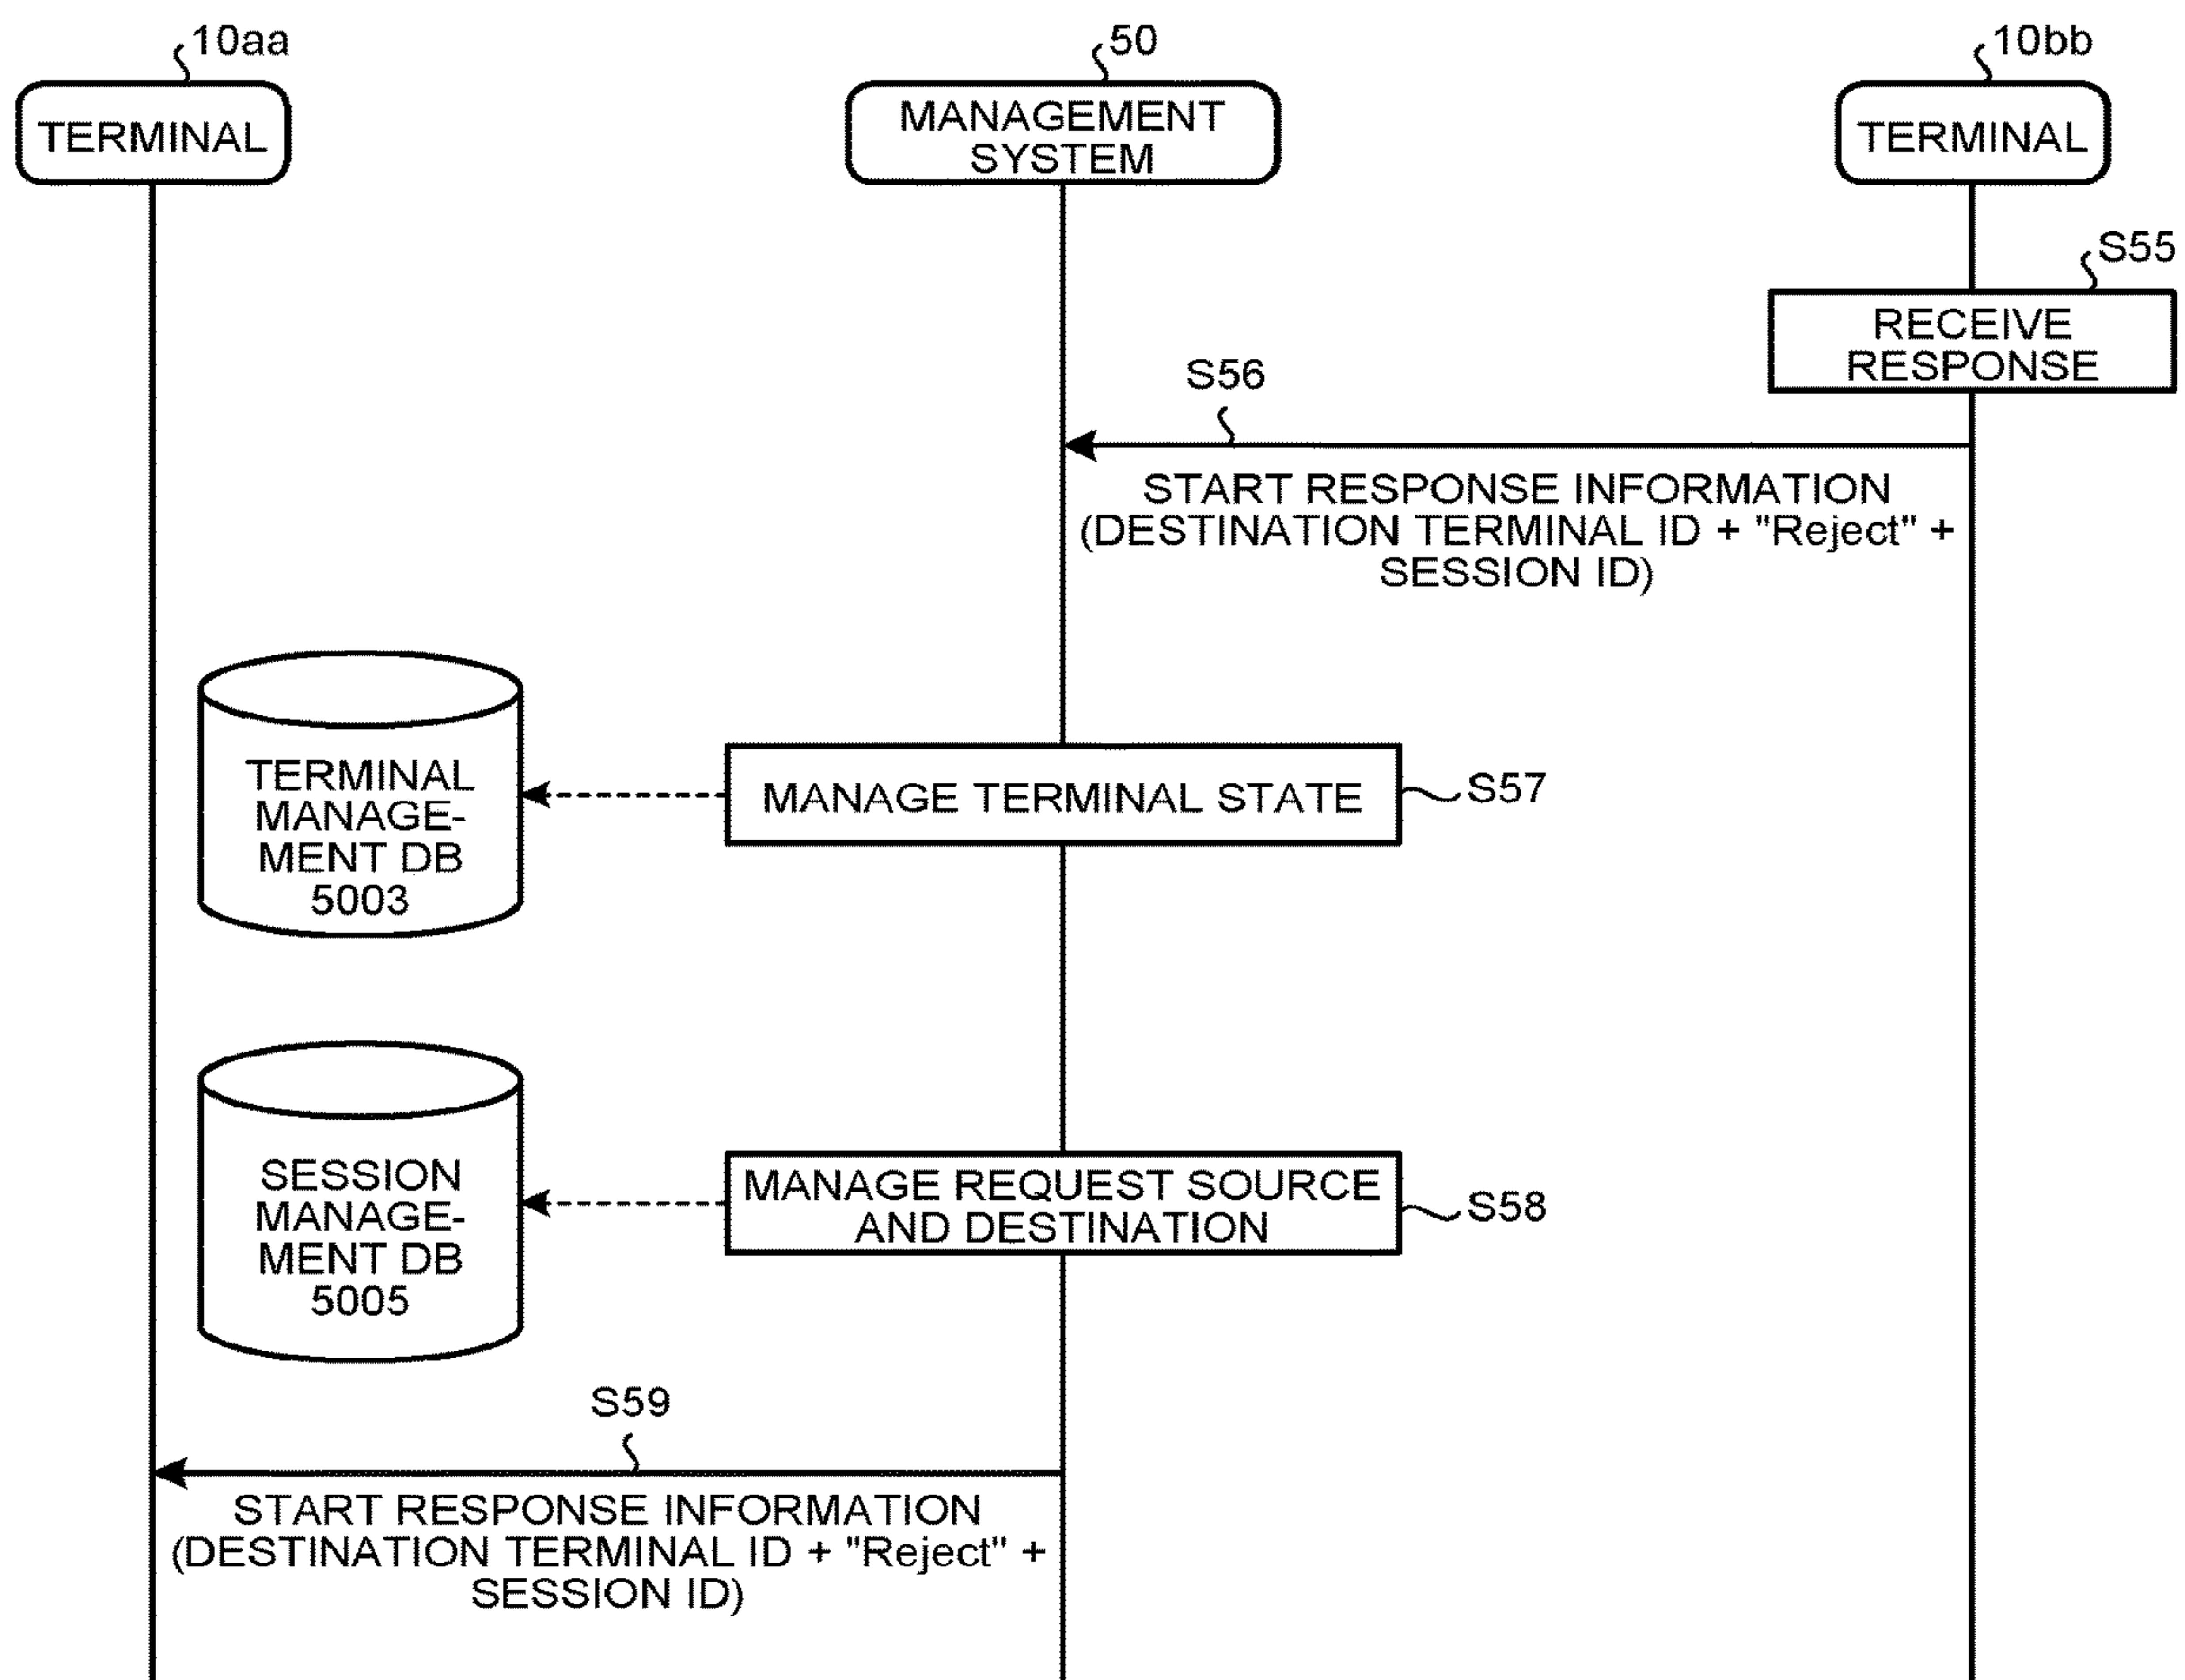 10aa
50
10bb
TERMINAL
MANAGEMENT
SYSTEM
TERMINAL
S55
RECEIVE
RESPONSE
S56
START RESPONSE INFORMATION
(DESTINATION TERMINAL ID + "Reject" +
SESSION ID)
TERMINAL
MANAGE-
MENT DB
5003
MANAGE TERMINAL STATE
S57
SESSION
MANAGE-
MENT DB
5005
MANAGE REQUEST SOURCE
AND DESTINATION
S58
S59
START RESPONSE INFORMATION
(DESTINATION TERMINAL ID + "Reject" +
SESSION ID)